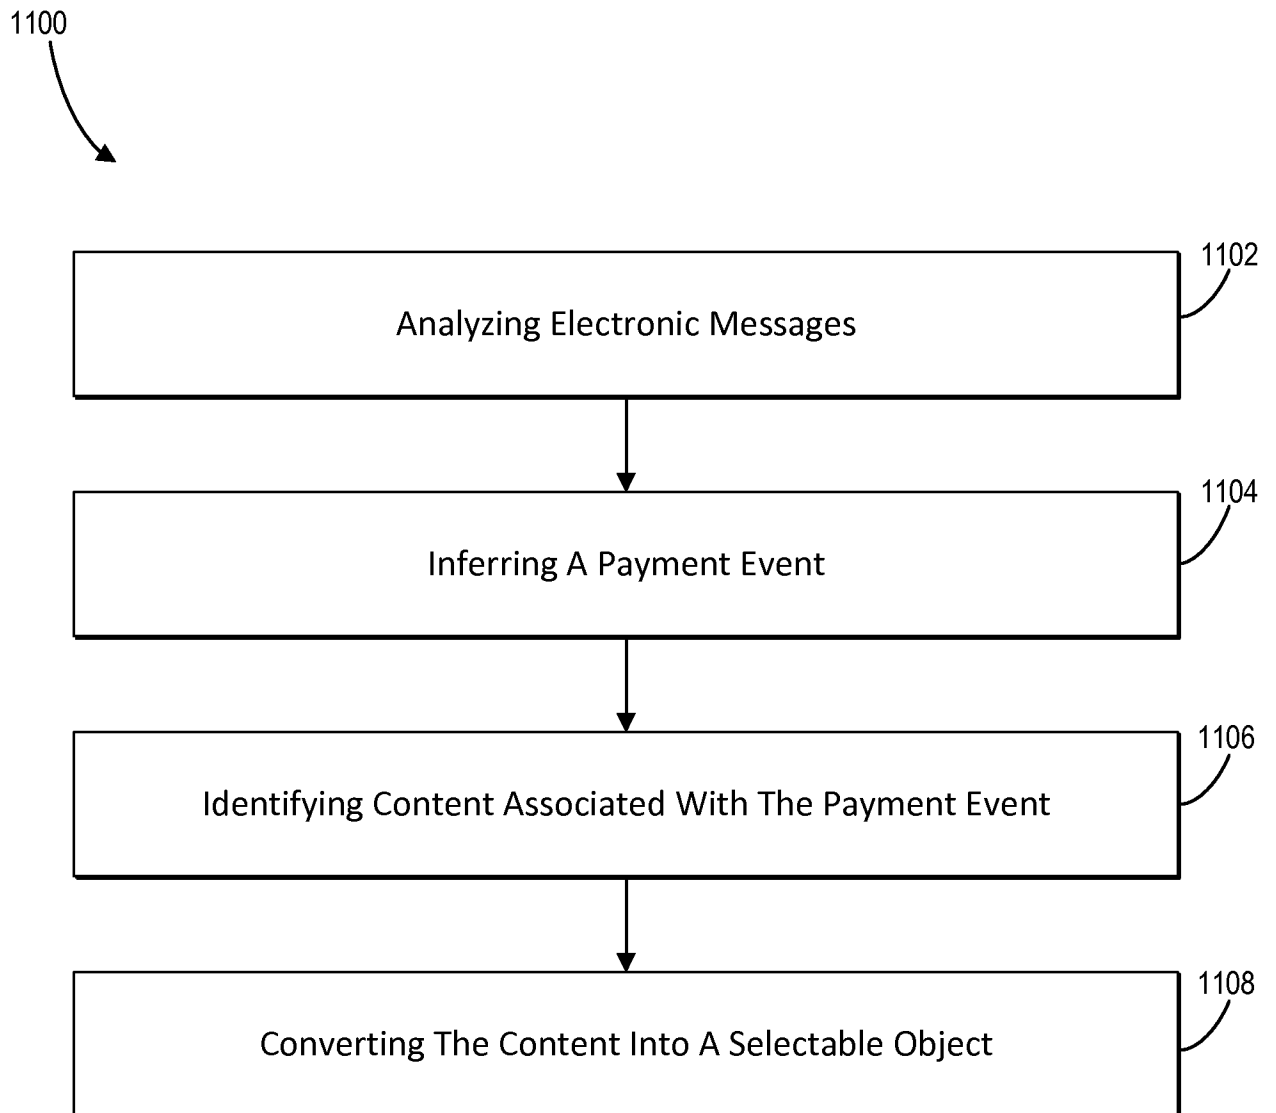 1100
1102
Analyzing Electronic Messages
1104
Inferring A Payment Event
1106
Identifying Content Associated With The Payment Event
1108
Converting The Content Into A Selectable Object